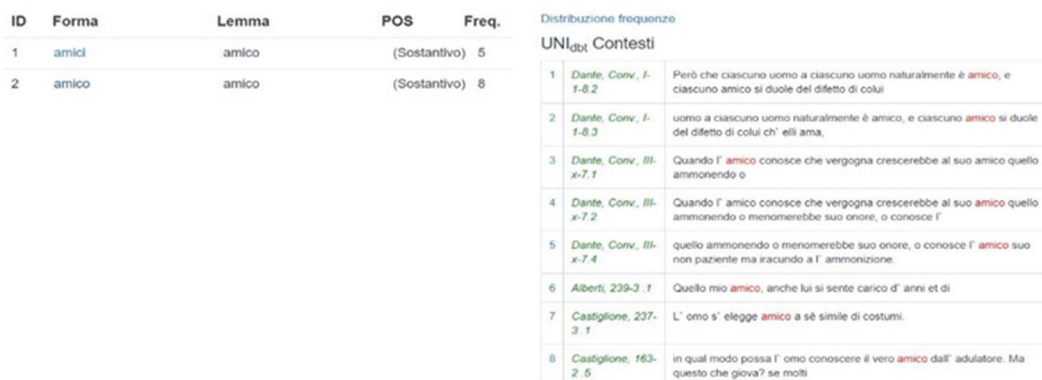 ID Forma Lemma POS Freq.
1 amici amico (Sostantivo) 5
2 amico amico (Sostantivo) 8
Distribuzione frequenze
UNIdbt Contesti
1 Dante, Conv., I-
1-8.2
Però che ciascuno uomo a ciascuno uomo naturalmente è amico, e
ciascuno amico si duole del difetto di colui
2 Dante, Conv., I-
1-8.3
uomo a ciascuno uomo naturalmente è amico, e ciascuno amico si duole
del difetto di colui ch' elli ama,
3 Dante, Conv., III-
x-7.1
Quando l' amico conosce che vergogna crescerebbe al suo amico quello
ammonendo o
4 Dante, Conv., III-
x-7.2
Quando l' amico conosce che vergogna crescerebbe al suo amico quello
ammonendo o menomerebbe suo onore, o conosce l'
5 Dante, Conv., III-
x-7.4
quello ammonendo o menomerebbe suo onore, o conosce l' amico suo
non paziente ma iracundo a l' ammonizione.
6 Alberti, 239-3 .1 Quello mio amico, anche lui si sente carico d' anni et di
7 Castiglione, 237-
3 .1
L' omo s' elegge amico a sé simile di costumi.
8 Castiglione, 163-
2 .5
in qual modo possa l' omo conoscere il vero amico dall' adulatore. Ma
questo che giova? se molti